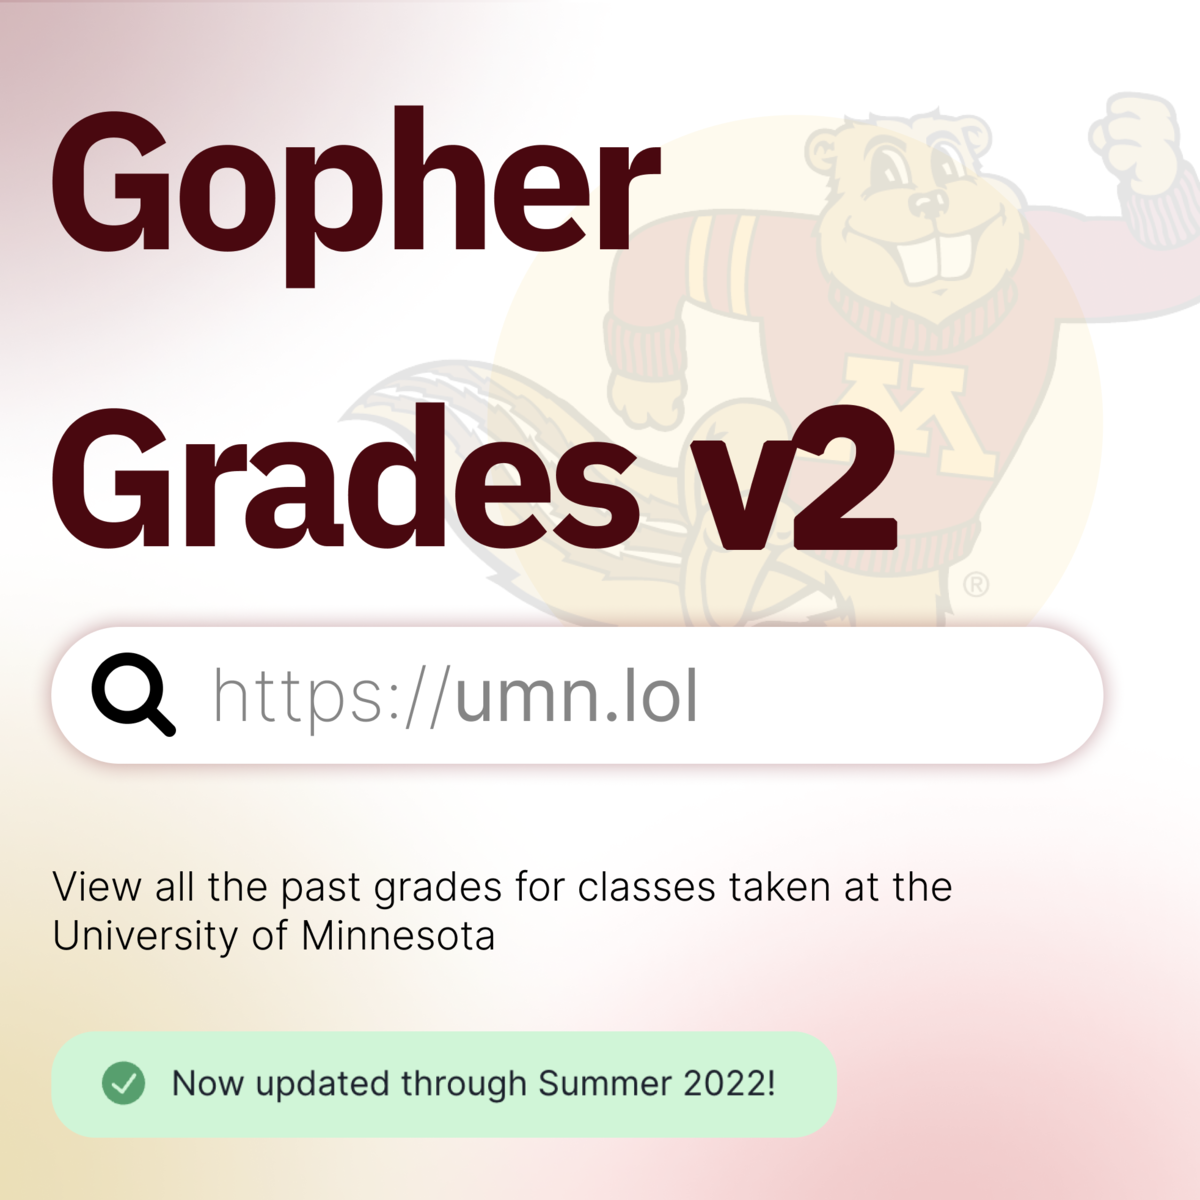 Gopher
M
Grades v2
®
https://umn.lol
View all the past grades for classes taken at the
University of Minnesota
Now updated through Summer 2022!